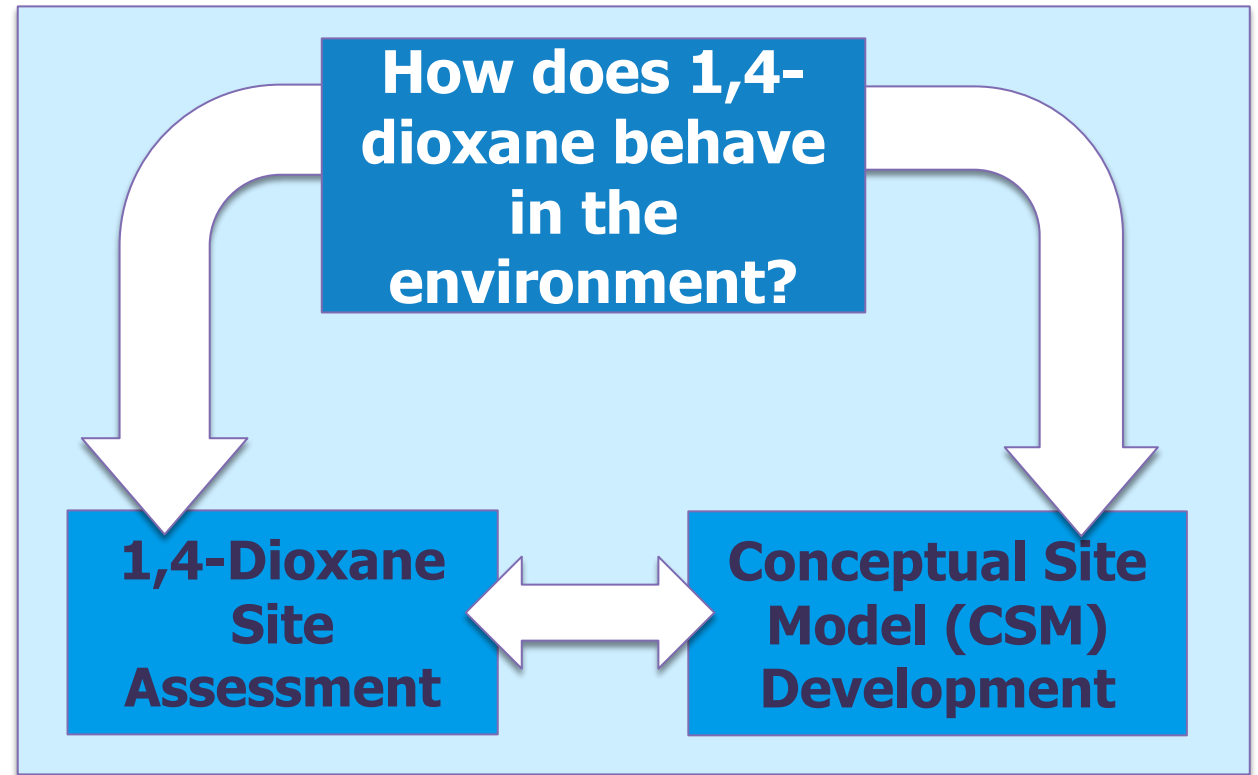 How does 1,4-
dioxane behave
in the
environment?
1,4-Dioxane
Site
Assessment
Conceptual Site
Model (CSM)
Development